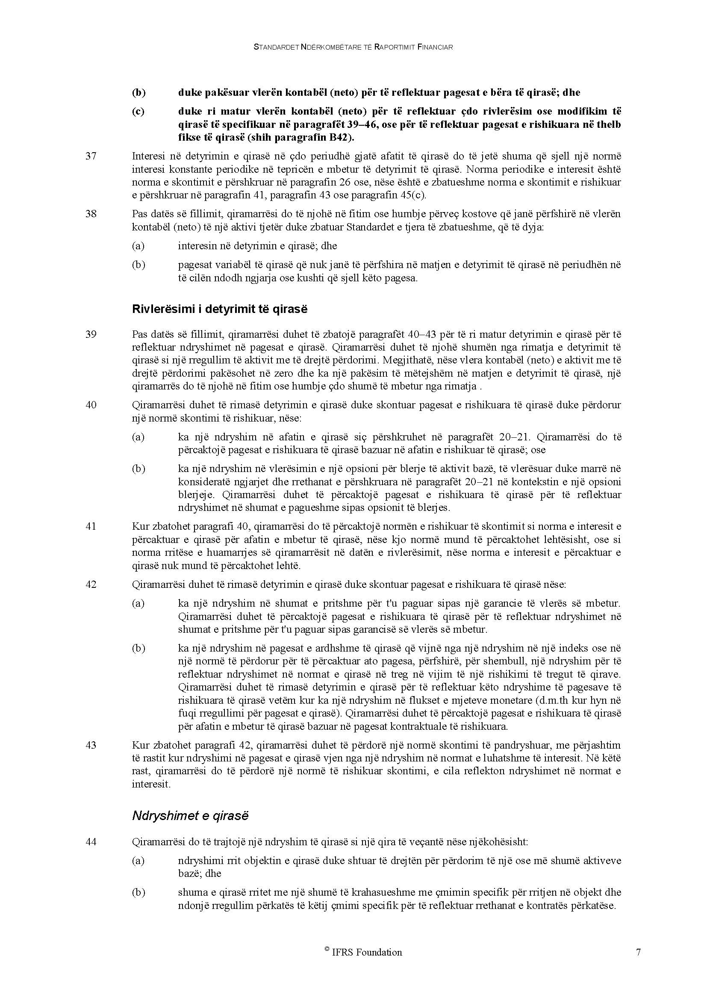 STANDARDET NDËRKOMBËTARE TË RAPORTIMIT FINANCIAR
(b) duke pakësuar vlerën kontabël (neto) për të reflektuar pagesat e bëra të qirasë; dhe
(c) duke ri matur vlerën kontabël (neto) për të reflektuar çdo rivlerësim ose modifikim të
qirasë të specifikuar në paragrafët 39–46, ose për të reflektuar pagesat e rishikuara në thelb
fikse të qirasë (shih paragrafin B42).
37 Interesi në detyrimin e qirasë në çdo periudhë gjatë afatit të qirasë do të jetë shuma që sjell një normë
interesi konstante periodike në tepricën e mbetur të detyrimit të qirasë. Norma periodike e interesit është
norma e skontimit e përshkruar në paragrafin 26 ose, nëse është e zbatueshme norma e skontimit e rishikuar
e përshkruar në paragrafin 41, paragrafin 43 ose paragrafin 45(c).
38 Pas datës së fillimit, qiramarrësi do të njohë në fitim ose humbje përveç kostove që janë përfshirë në vlerën
kontabël (neto) të një aktivi tjetër duke zbatuar Standardet e tjera të zbatueshme, që të dyja:
(a) interesin në detyrimin e qirasë; dhe
(b) pagesat variabël të qirasë që nuk janë të përfshira në matjen e detyrimit të qirasë në periudhën në
të cilën ndodh ngjarja ose kushti që sjell këto pagesa.
Rivlerësimi i detyrimit të qirasë
39 Pas datës së fillimit, qiramarrësi duhet të zbatojë paragrafët 40–43 për të ri matur detyrimin e qirasë për të
reflektuar ndryshimet në pagesat e qirasë. Qiramarrësi duhet të njohë shumën nga rimatja e detyrimit të
qirasë si një rregullim të aktivit me të drejtë përdorimi. Megjithatë, nëse vlera kontabël (neto) e aktivit me të
drejtë përdorimi pakësohet në zero dhe ka një pakësim të mëtejshëm në matjen e detyrimit të qirasë, një
qiramarrës do të njohë në fitim ose humbje çdo shumë të mbetur nga rimatja .
40 Qiramarrësi duhet të rimasë detyrimin e qirasë duke skontuar pagesat e rishikuara të qirasë duke përdorur
një normë skontimi të rishikuar, nëse:
(a) ka një ndryshim në afatin e qirasë siç përshkruhet në paragrafët 20–21. Qiramarrësi do të
përcaktojë pagesat e rishikuara të qirasë bazuar në afatin e rishikuar të qirasë; ose
(b) ka një ndryshim në vlerësimin e një opsioni për blerje të aktivit bazë, të vlerësuar duke marrë në
konsideratë ngjarjet dhe rrethanat e përshkruara në paragrafët 20–21 në kontekstin e një opsioni
blerjeje. Qiramarrësi duhet të përcaktojë pagesat e rishikuara të qirasë për të reflektuar
ndryshimet në shumat e pagueshme sipas opsionit të blerjes.
41 Kur zbatohet paragrafi 40, qiramarrësi do të përcaktojë normën e rishikuar të skontimit si norma e interesit e
përcaktuar e qirasë për afatin e mbetur të qirasë, nëse kjo normë mund të përcaktohet lehtësisht, ose si
norma rritëse e huamarrjes së qiramarrësit në datën e rivlerësimit, nëse norma e interesit e përcaktuar e
qirasë nuk mund të përcaktohet lehtë.
42 Qiramarrësi duhet të rimasë detyrimin e qirasë duke skontuar pagesat e rishikuara të qirasë nëse:
(a) ka një ndryshim në shumat e pritshme për t'u paguar sipas një garancie të vlerës së mbetur.
Qiramarrësi duhet të përcaktojë pagesat e rishikuara të qirasë për të reflektuar ndryshimet në
shumat e pritshme për t'u paguar sipas garancisë së vlerës së mbetur.
(b) ka një ndryshim në pagesat e ardhshme të qirasë që vijnë nga një ndryshim në një indeks ose në
një normë të përdorur për të përcaktuar ato pagesa, përfshirë, për shembull, një ndryshim për të
reflektuar ndryshimet në normat e qirasë në treg në vijim të një rishikimi të tregut të qirave.
Qiramarrësi duhet të rimasë detyrimin e qirasë për të reflektuar këto ndryshime të pagesave të
rishikuara të qirasë vetëm kur ka një ndryshim në flukset e mjeteve monetare (d.m.th kur hyn në
fuqi rregullimi për pagesat e qirasë). Qiramarrësi duhet të përcaktojë pagesat e rishikuara të qirasë
për afatin e mbetur të qirasë bazuar në pagesat kontraktuale të rishikuara.
43 Kur zbatohet paragrafi 42, qiramarrësi duhet të përdorë një normë skontimi të pandryshuar, me përjashtim
të rastit kur ndryshimi në pagesat e qirasë vjen nga një ndryshim në normat e luhatshme të interesit. Në këtë
rast, qiramarrësi do të përdorë një normë të rishikuar skontimi, e cila reflekton ndryshimet në normat e
interesit.
Ndryshimet e qirasë
44 Qiramarrësi do të trajtojë një ndryshim të qirasë si një qira të veçantë nëse njëkohësisht:
(a) ndryshimi rrit objektin e qirasë duke shtuar të drejtën për përdorim të një ose më shumë aktiveve
bazë; dhe
(b) shuma e qirasë rritet me një shumë të krahasueshme me çmimin specifik për rritjen në objekt dhe
ndonjë rregullim përkatës të këtij çmimi specifik për të reflektuar rrethanat e kontratës përkatëse.
© IFRS Foundation 7